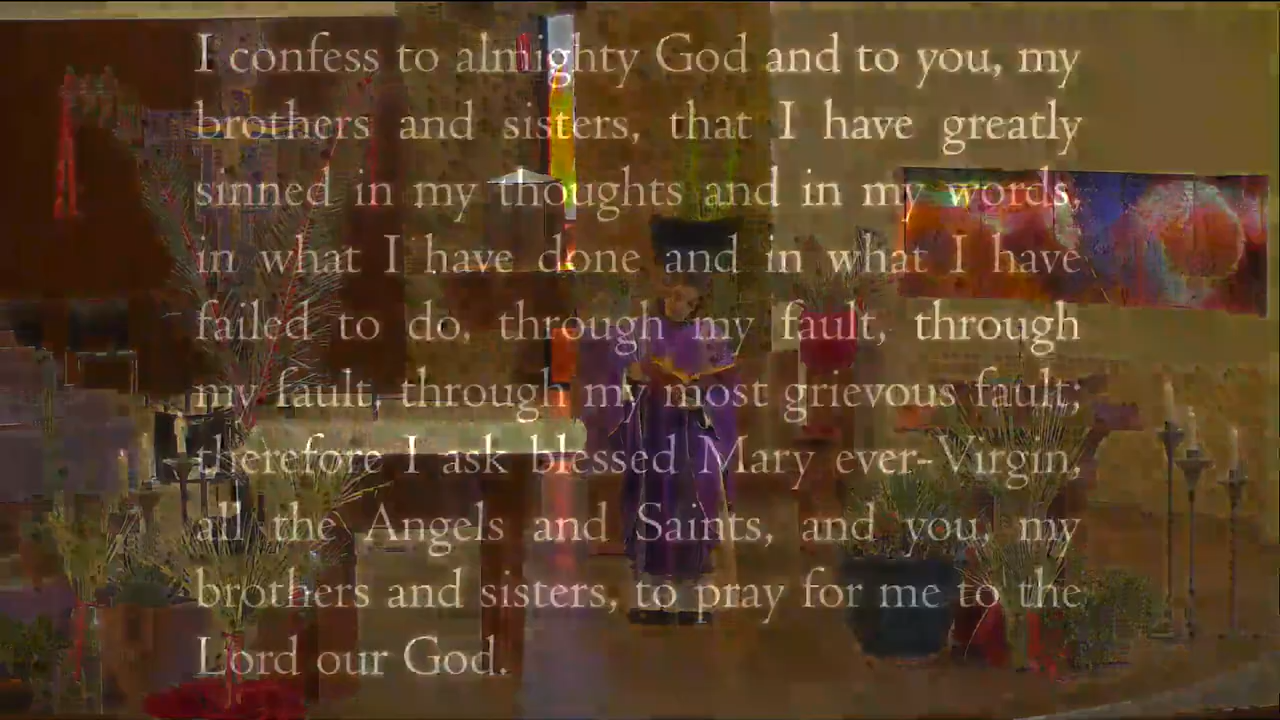 I confess to almighty God and to you, my
brothers and sisters, that I have greatly
sinned in my thoughts and in my words,
in what I have done and in what I have
failed to do, through my fault, through
my fault, through my most grievous fault;
therefore I ask blessed Mary ever-Virgin,
all the Angels and Saints, and you, my
brothers and sisters, to pray for me to the
Lord our God.